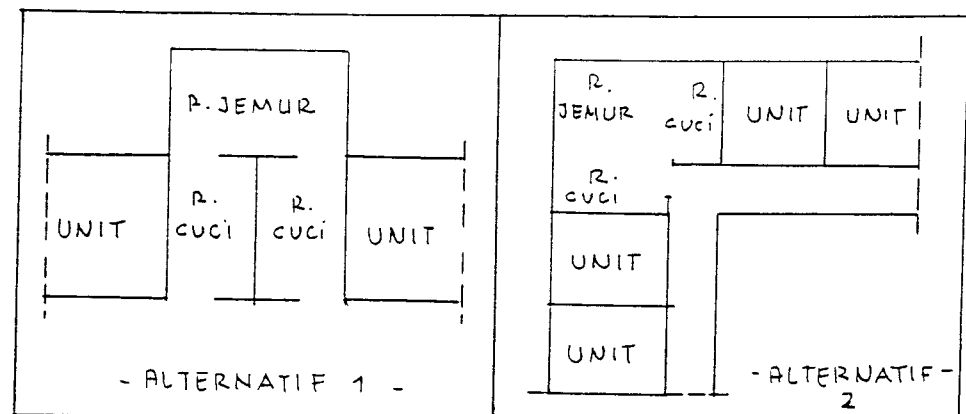 R. JEMUR
UNIT
R.
CUCI
R.
CUCI
UNIT
- ALTERNATIF 1 -
R.
JEMUR
R.
CUCI
UNIT
UNIT
R.
CUCI
UNIT
UNIT
- ALTERNATIF -
2